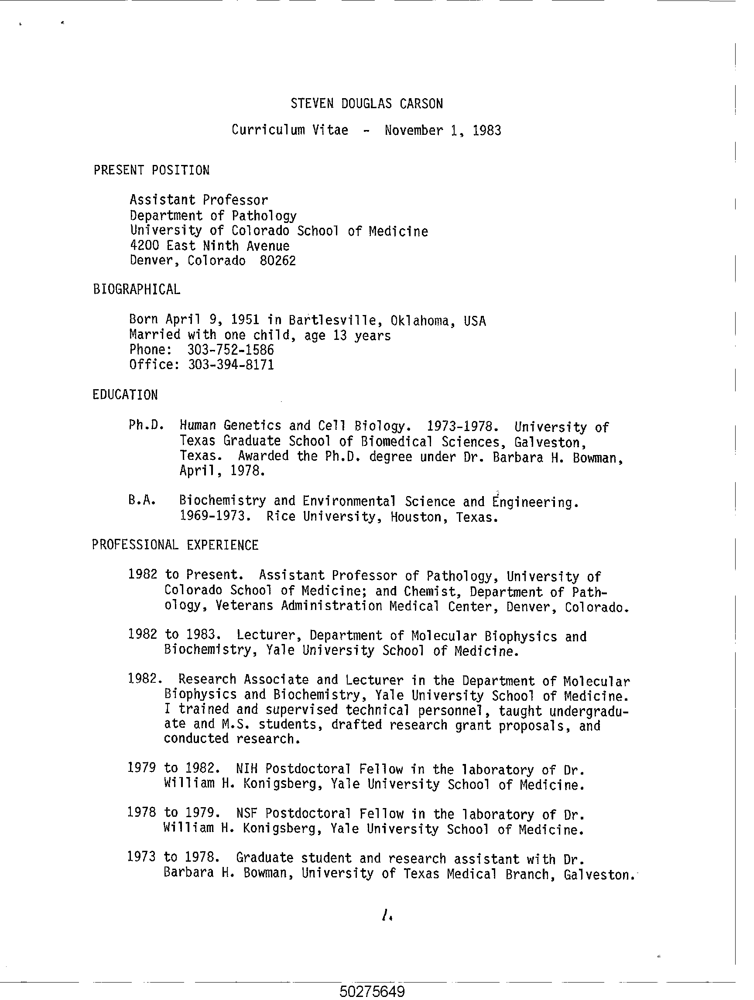 STEVEN DOUGLAS CARSON
Curriculum Vitae - November 1, 1983
PRESENT POSITION
Assistant Professor
Department of Pathology
University of Colorado School of Medicine
4200 East Ninth Avenue
Denver, Colorado 80262
BIOGRAPHICAL
Born April 9, 1951 in Bartlesville, Oklahoma, USA
Married with one child, age 13 years
Phone: 303-752-1586
Office: 303-394-8171
EDUCATION
Ph.D. Human Genetics and Cell Biology. 1973-1978. University of
Texas Graduate School of Biomedical Sciences, Galveston,
Texas. Awarded the Ph.D. degree under Dr. Barbara H. Bowman,
April, 1978.
B.A. Biochemistry and Environmental Science and Engineering.
1969-1973. Rice University, Houston, Texas.
PROFESSIONAL EXPERIENCE
1982 to Present. Assistant Professor of Pathology, University of
Colorado School of Medicine; and Chemist, Department of Path-
ology, Veterans Administration Medical Center, Denver, Colorado.
1982 to 1983. Lecturer, Department of Molecular Biophysics and
Biochemistry, Yale University School of Medicine.
1982. Research Associate and Lecturer in the Department of Molecular
Biophysics and Biochemistry, Yale University School of Medicine.
I trained and supervised technical personnel, taught undergradu-
ate and M.S. students, drafted research grant proposals, and
conducted research.
1979 to 1982. NIH Postdoctoral Fellow in the laboratory of Dr.
William H. Konigsberg, Yale University School of Medicine.
1978 to 1979. NSF Postdoctoral Fellow in the laboratory of Dr.
William H. Konigsberg, Yale University School of Medicine.
1973 to 1978. Graduate student and research assistant with Dr.
Barbara H. Bowman, University of Texas Medical Branch, Galveston.
1.
50275649